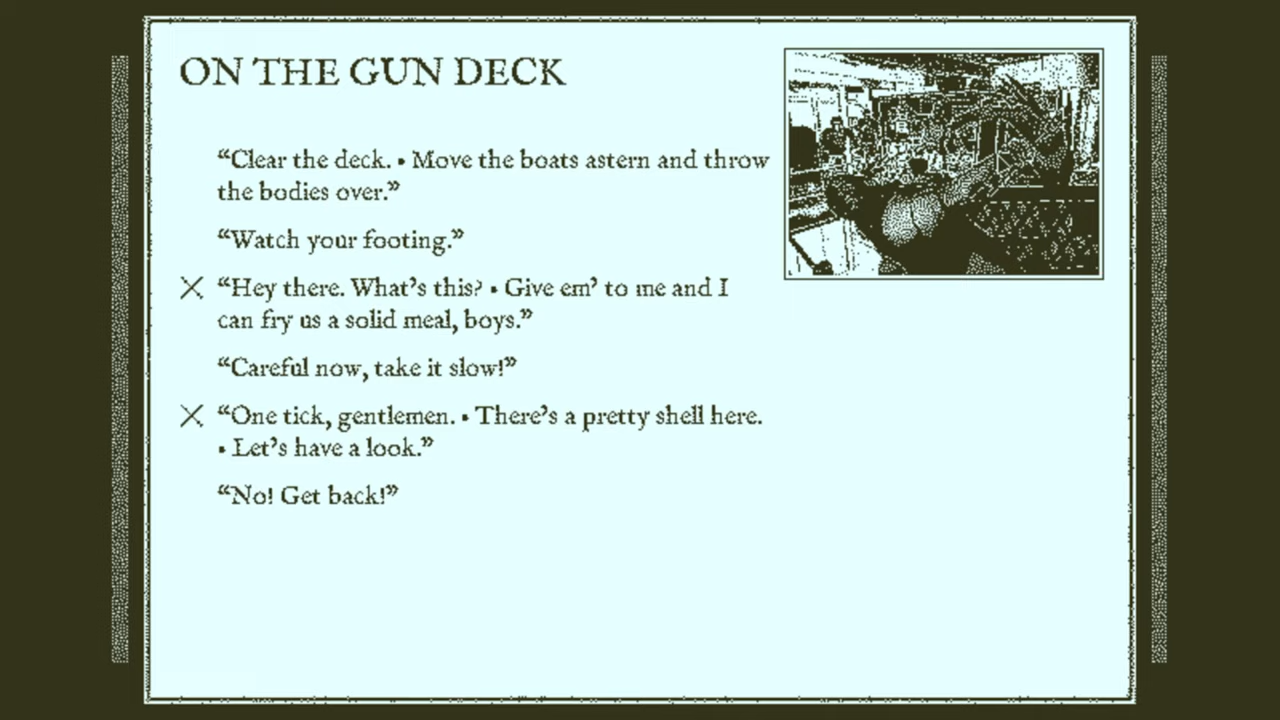 ON THE GUN DECK
“Clear the deck. • Move the boats astern and throw
the bodies over.”
“Watch your footing.”
“Hey there. What’s this? • Give em’ to me and I
can fry us a solid meal, boys.”
“Careful now, take it slow!”
“One tick, gentlemen. • There’s a pretty shell here.
• Let’s have a look.”
“No! Get back!”